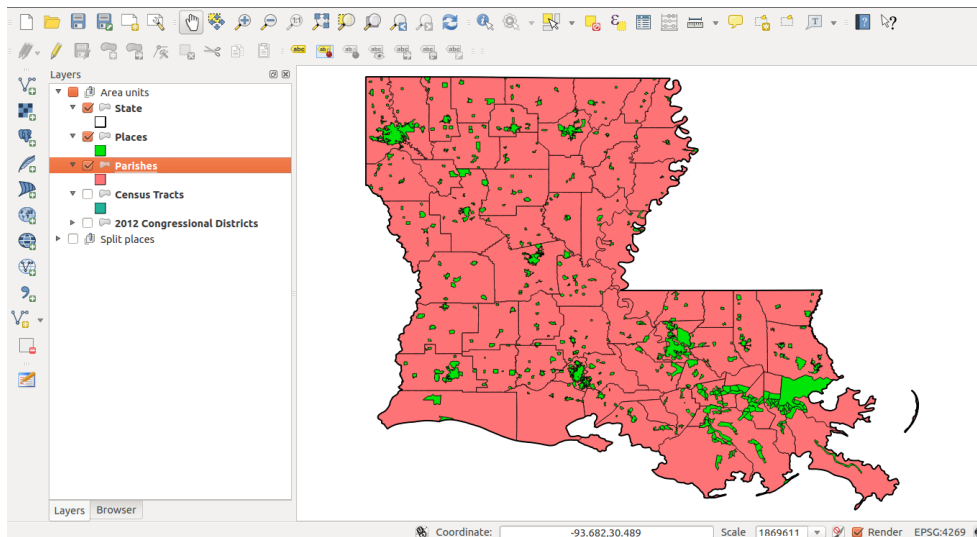 Layers
Area units
State
Places
Parishes
Census Tracts
2012 Congressional Districts
Split places
Layers
Browser
Coordinate:
-93.682,30.489
Scale
1869611
Render
EPSG:4269